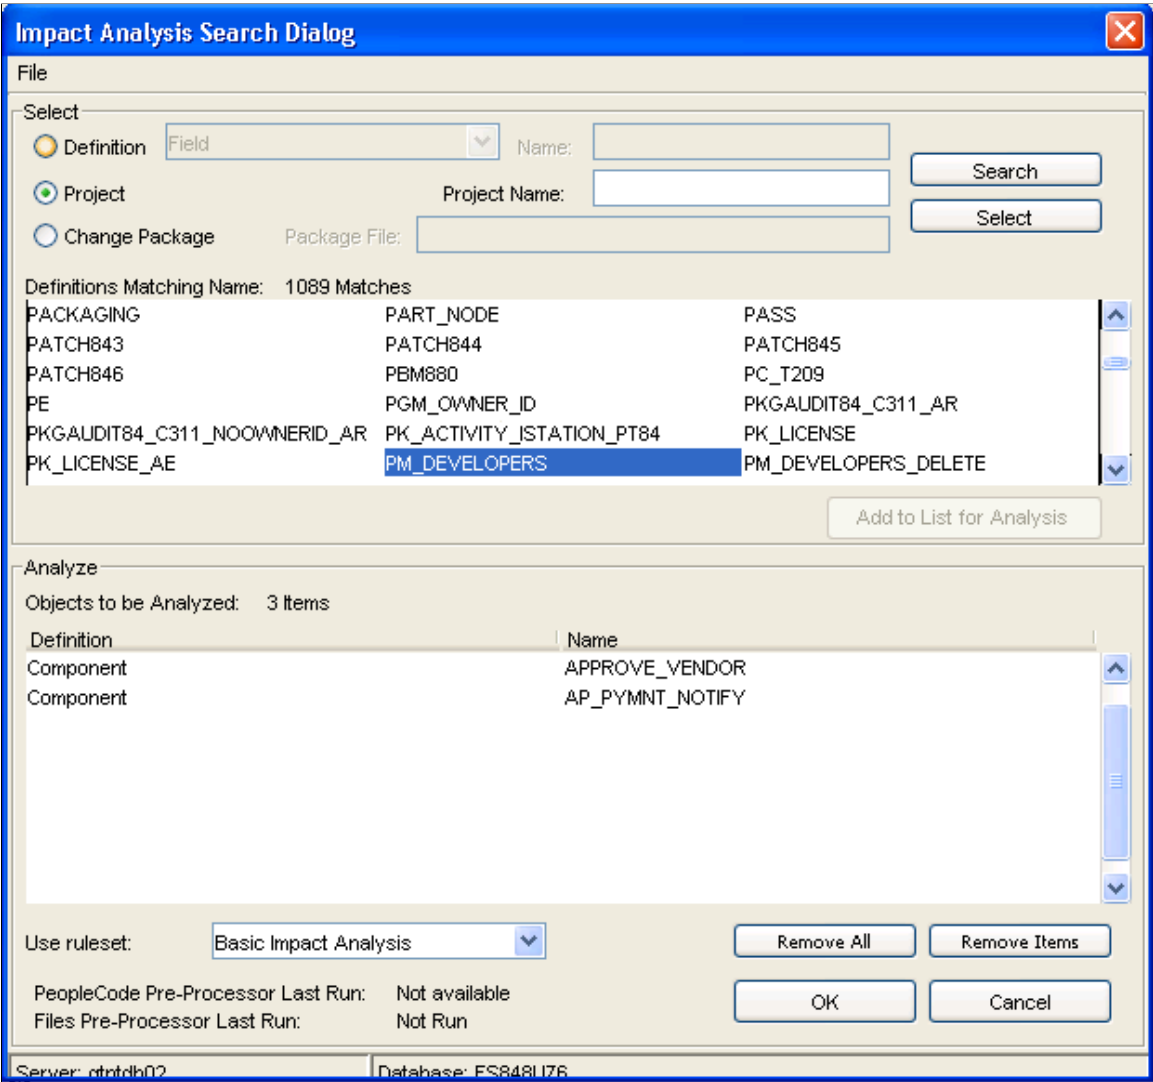 Impact Analysis Search Dialog
File
Select
Definition Field Name:
Search
Project Project Name:
Select
Change Package Package File:
Definitions Matching Name: 1089 Matches
PACKAGING PART_NODE PASS
PATCH843 PATCH844 PATCH845
PATCH846 PBM880 PC_T209
PE PGM_OWNER_ID PKGAUDIT84_C311_AR
PKGAUDIT84_C311_NOOWNERID_AR PK_ACTIVITY_ISTATION_PT84 PK_LICENSE
PK_LICENSE_AE PM_DEVELOPERS PM_DEVELOPERS_DELETE
Add to List for Analysis
Analyze
Objects to be Analyzed: 3 Items
Definition Name
Component APPROVE_VENDOR
Component AP_PYMNT_NOTIFY
Use ruleset: Basic Impact Analysis Remove All Remove Items
PeopleCode Pre-Processor Last Run: Not available
OK Cancel
Files Pre-Processor Last Run: Not Run
Server: Database: